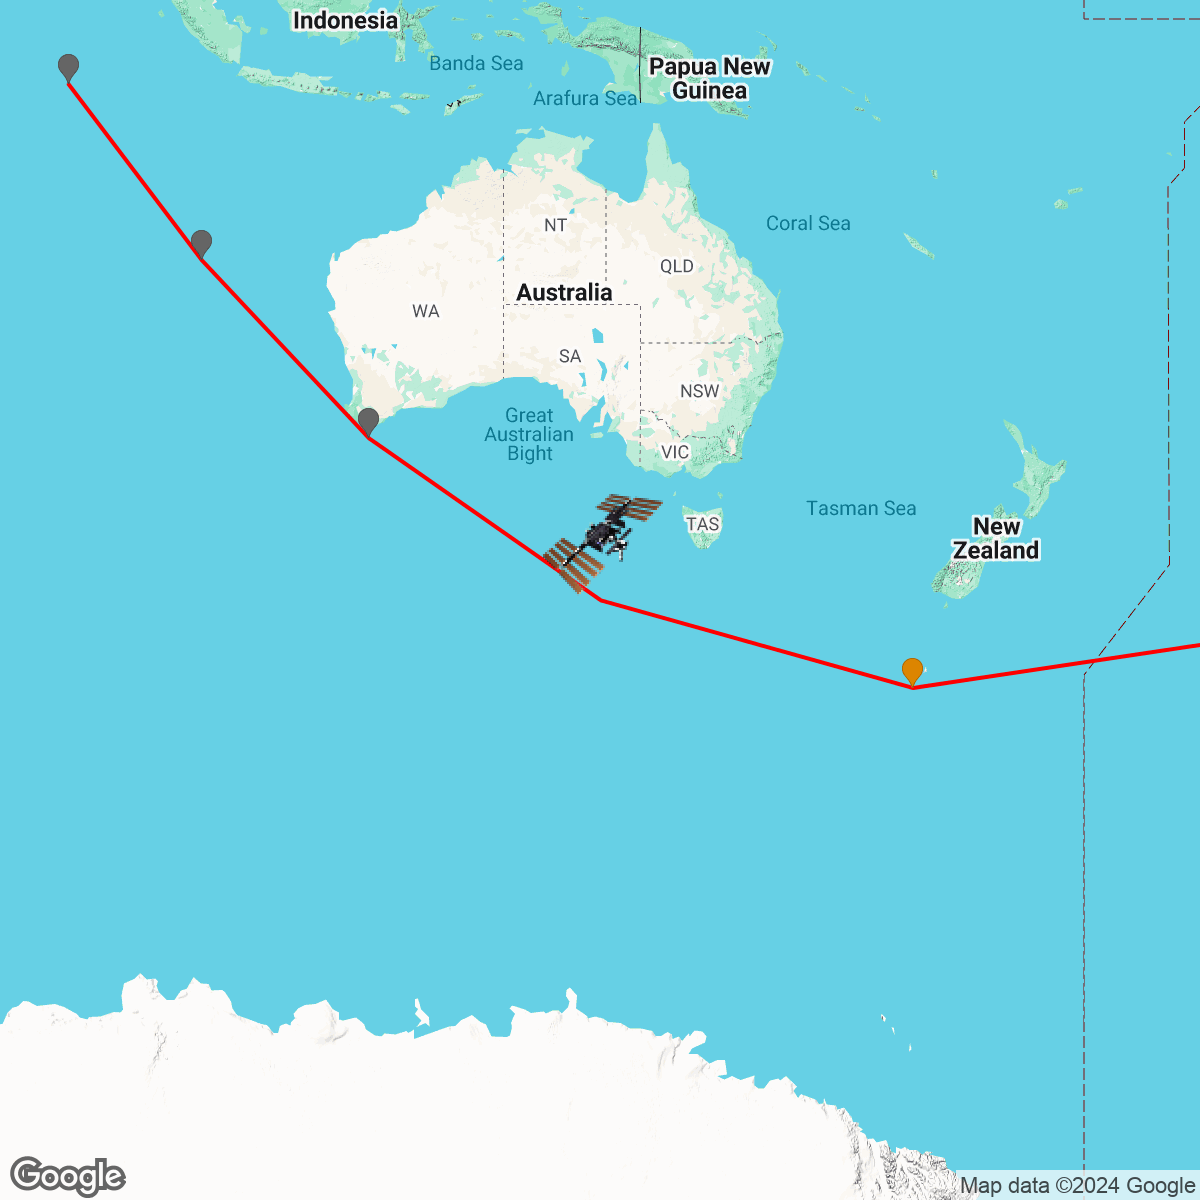 Indonesia
Banda Sea
Papua New
Guinea
Arafura Sea
NT
Coral Sea
QLD
Australia
WA
SA
NSW
Great
Australian
Bight
VIC
Tasman Sea
TAS
New
Zealand
Google
Map data ©2024 Google